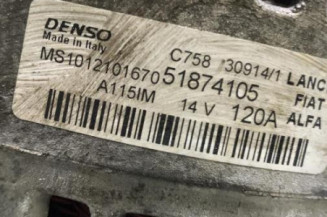 DENSO
Made in Italy
C758 '30914/1 LANC
MS1012101670 51874105 FIAT
A115IM 14 V 120A ALFA